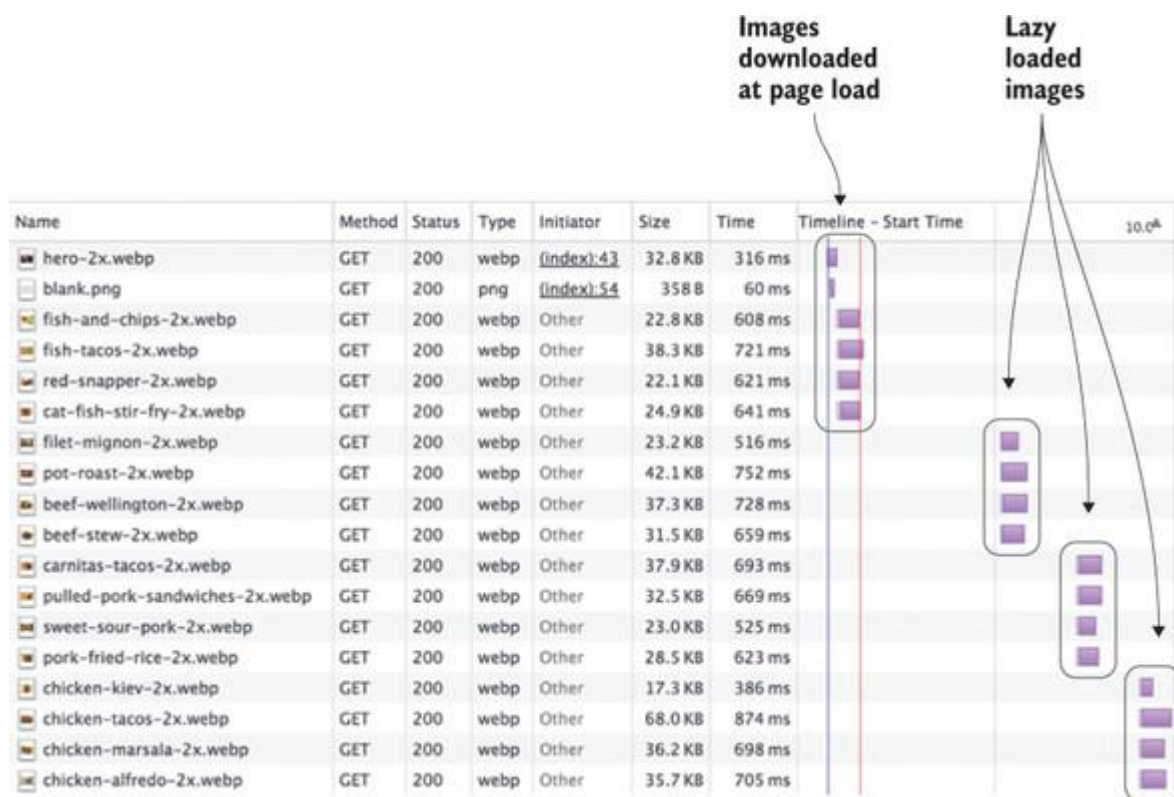 Images
downloaded
at page load
Lazy
loaded
images
Name Method Status Type Initiator Size Time Timeline – Start Time 10.0
hero-2x.webp GET 200 webp (index):43 32.8 KB 316 ms
blank.png GET 200 png (index):54 358 B 60 ms
fish-and-chips-2x.webp GET 200 webp Other 22.8 KB 608 ms
fish-tacos-2x.webp GET 200 webp Other 38.3 KB 721 ms
red-snapper-2x.webp GET 200 webp Other 22.1 KB 621 ms
cat-fish-stir-fry-2x.webp GET 200 webp Other 24.9 KB 641 ms
filet-mignon-2x.webp GET 200 webp Other 23.2 KB 516 ms
pot-roast-2x.webp GET 200 webp Other 42.1 KB 752 ms
beef-wellington-2x.webp GET 200 webp Other 37.3 KB 728 ms
beef-stew-2x.webp GET 200 webp Other 31.5 KB 659 ms
carnitas-tacos-2x.webp GET 200 webp Other 37.9 KB 693 ms
pulled-pork-sandwiches-2x.webp GET 200 webp Other 32.5 KB 669 ms
sweet-sour-pork-2x.webp GET 200 webp Other 23.0 KB 525 ms
pork-fried-rice-2x.webp GET 200 webp Other 28.5 KB 623 ms
chicken-kiev-2x.webp GET 200 webp Other 17.3 KB 386 ms
chicken-tacos-2x.webp GET 200 webp Other 68.0 KB 874 ms
chicken-marsala-2x.webp GET 200 webp Other 36.2 KB 698 ms
chicken-alfredo-2x.webp GET 200 webp Other 35.7 KB 705 ms